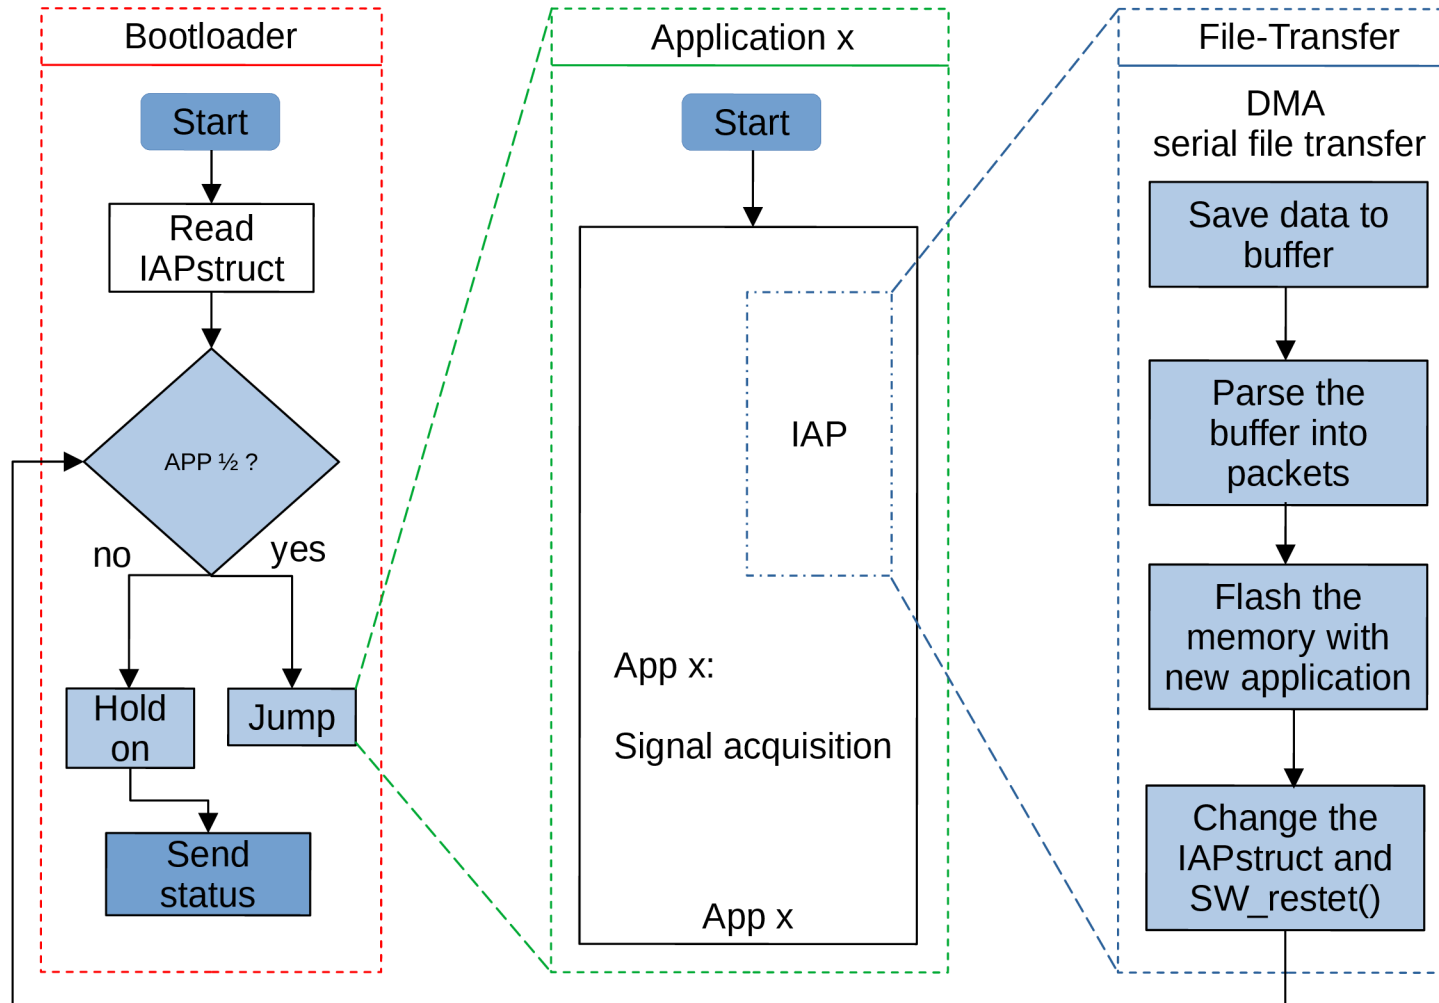 Bootloader
Start
Read
IAPstruct
APP ½ ?
no
yes
Hold
on
Jump
Send
status
Application x
Start
IAP
App x:
Signal acquisition
App x
File-Transfer
DMA
serial file transfer
Save data to
buffer
Parse the
buffer into
packets
Flash the
memory with
new application
Change the
IAPstruct and
SW_restet()